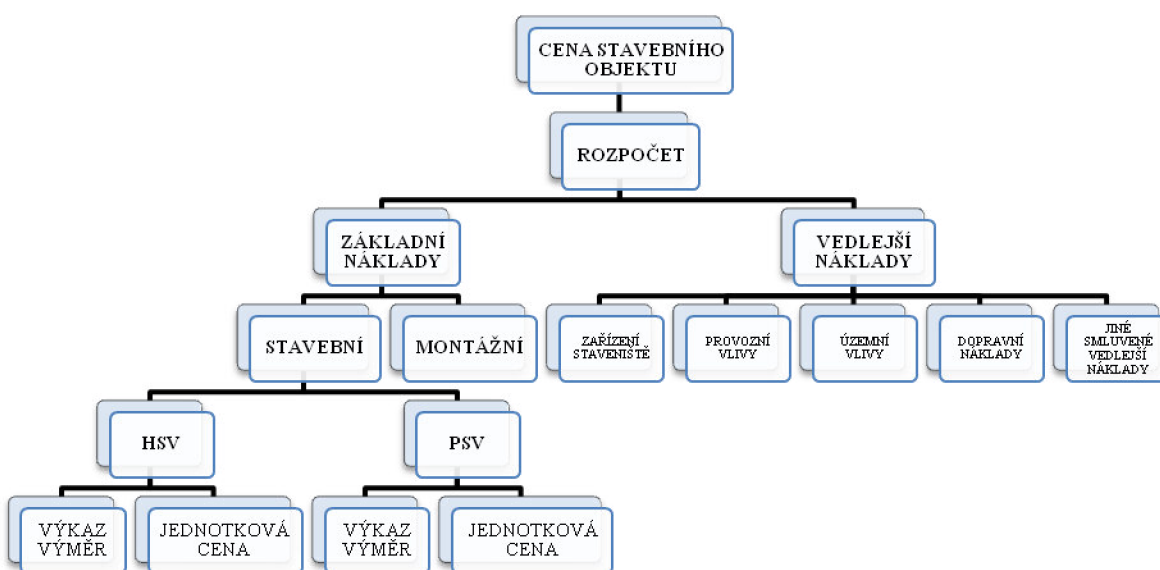 CENA STAVEBNÍHO
OBJEKTU
ROZPOČET
ZÁKLADNÍ
NÁKLADY
VEDLEJŠÍ
NÁKLADY
STAVEBNÍ
MONTÁŽNÍ
ZAŘÍZENÍ
STAVENIŠTĚ
PROVOZNÍ
VLIVY
ÚZEMNÍ
VLIVY
DOPRAVNÍ
NÁKLADY
JINÉ
SMLUVENÉ
VEDLEJŠÍ
NÁKLADY
HSV
PSV
VÝKAZ
VÝMĚR
JEDNOTKOVÁ
CENA
VÝKAZ
VÝMĚR
JEDNOTKOVÁ
CENA